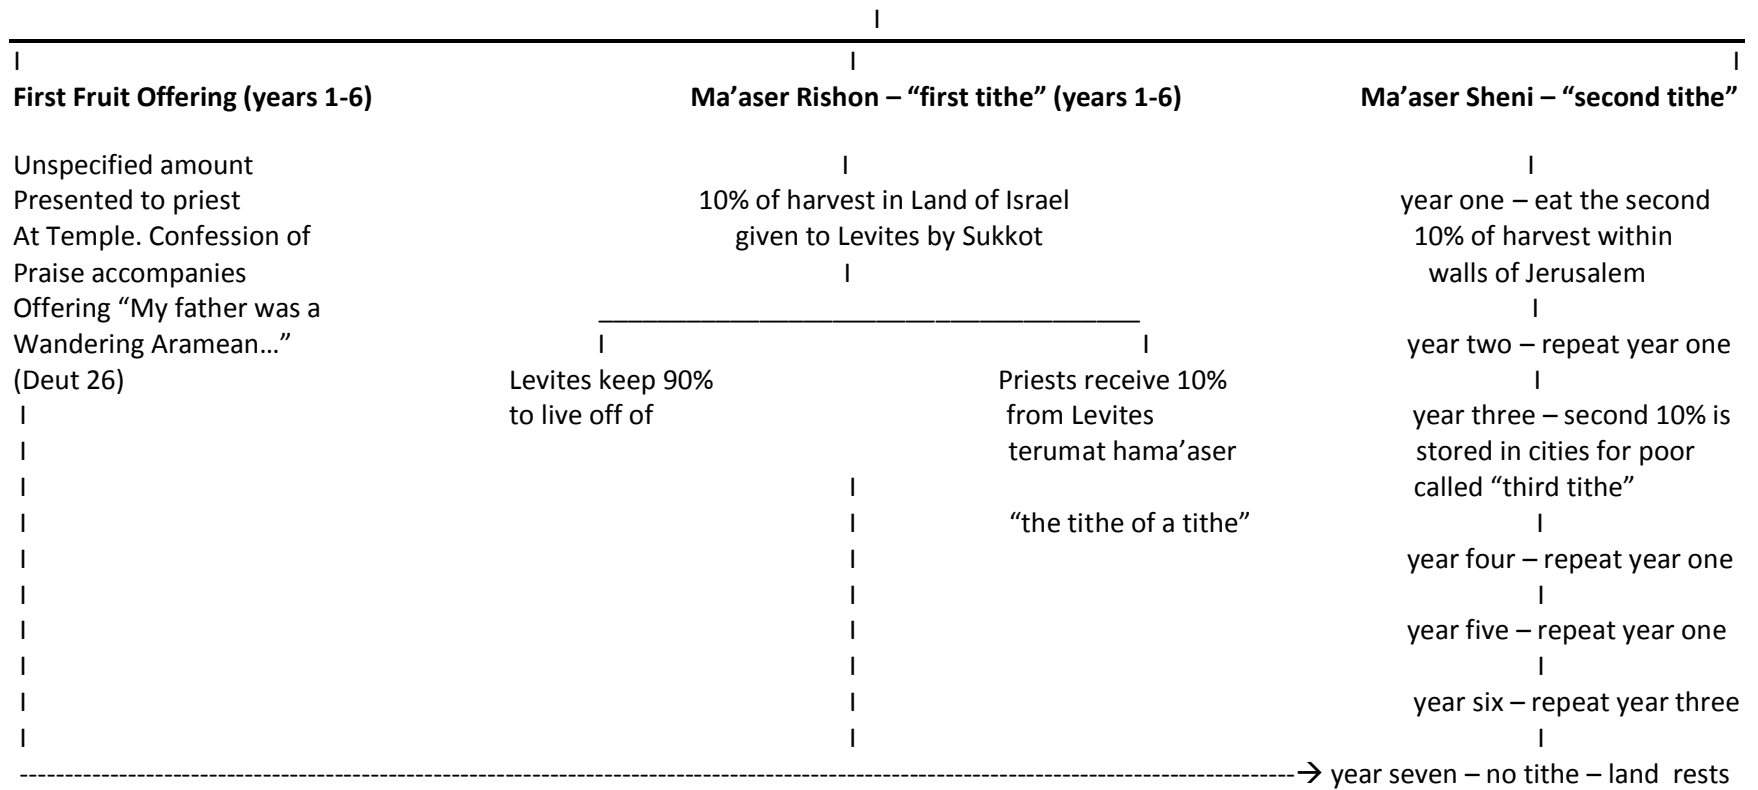 First Fruit Offering (years 1-6)
Unspecified amount
Presented to priest
At Temple. Confession of
Praise accompanies
Offering “My father was a
Wandering Aramean…”
(Deut 26)
Ma’aser Rishon – “first tithe” (years 1-6)
10% of harvest in Land of Israel
given to Levites by Sukkot
Levites keep 90%
to live off of
Priests receive 10%
from Levites
terumat hama’aser
“the tithe of a tithe”
Ma’aser Sheni – “second tithe”
year one – eat the second
10% of harvest within
walls of Jerusalem
year two – repeat year one
year three – second 10% is
stored in cities for poor
called “third tithe”
year four – repeat year one
year five – repeat year one
year six – repeat year three
year seven – no tithe – land rests